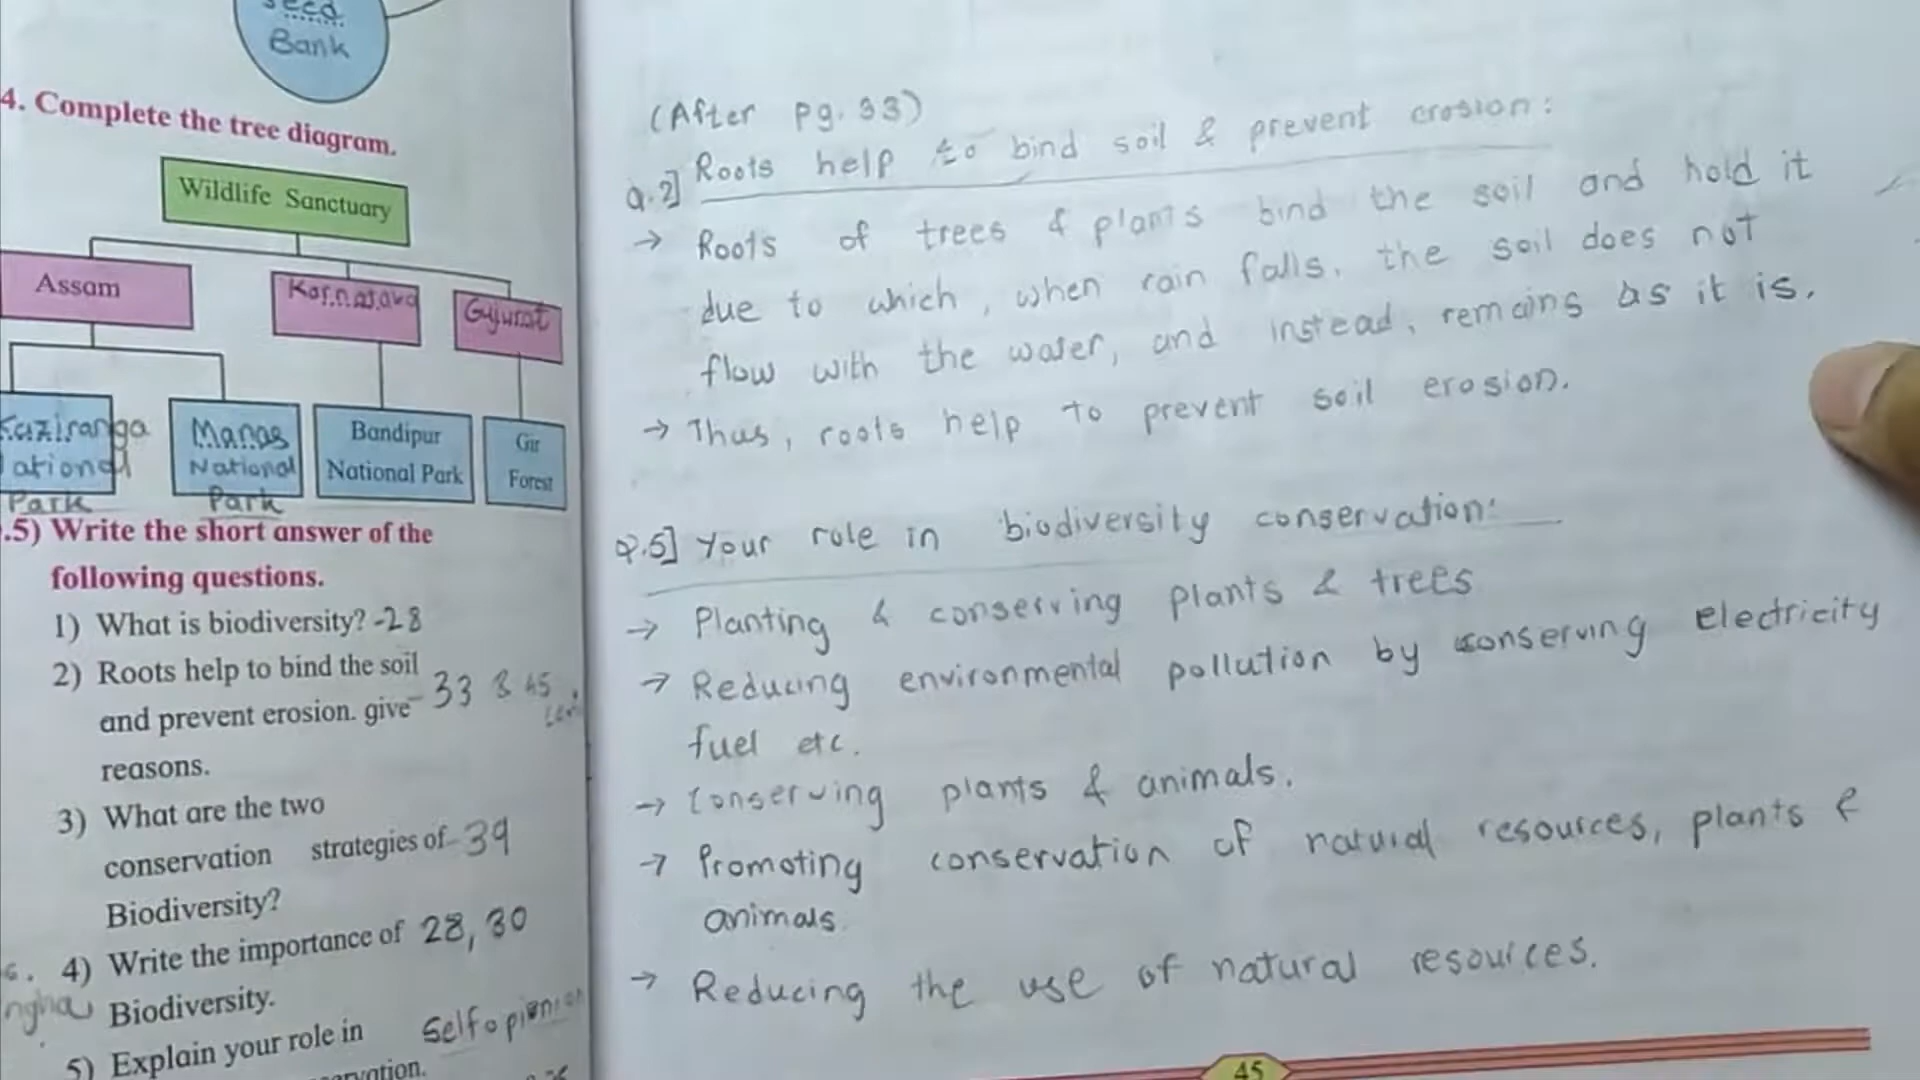 Seed
Bank
4. Complete the tree diagram.
Wildlife Sanctuary
Assam
Gujurat
Kaziranga
National
Park
Manas
National
Park
Bandipur
National Park
Gir
Forest
.5) Write the short answer of the
following questions.
1) What is biodiversity? -28
2) Roots help to bind the soil
and prevent erosion. give - 33 & 45
reasons.
3) What are the two
conservation strategies of - 39
Biodiversity?
4) Write the importance of 28, 30
Biodiversity.
5) Explain your role in self opinion
(After pg. 33)
Q.2] Roots help to bind soil & prevent erosion:
→ Roots of trees & plants bind the soil and hold it
due to which, when rain falls, the soil does not
flow with the water, and instead, remains as it is.
→ Thus, roots help to prevent soil erosion.
Q.5] Your role in biodiversity conservation:
→ Planting & conserving plants & trees
→ Reducing environmental pollution by conserving electricity
fuel etc.
→ Conserving plants & animals.
→ Promoting conservation of natural resources, plants &
animals.
→ Reducing the use of natural resources.
45